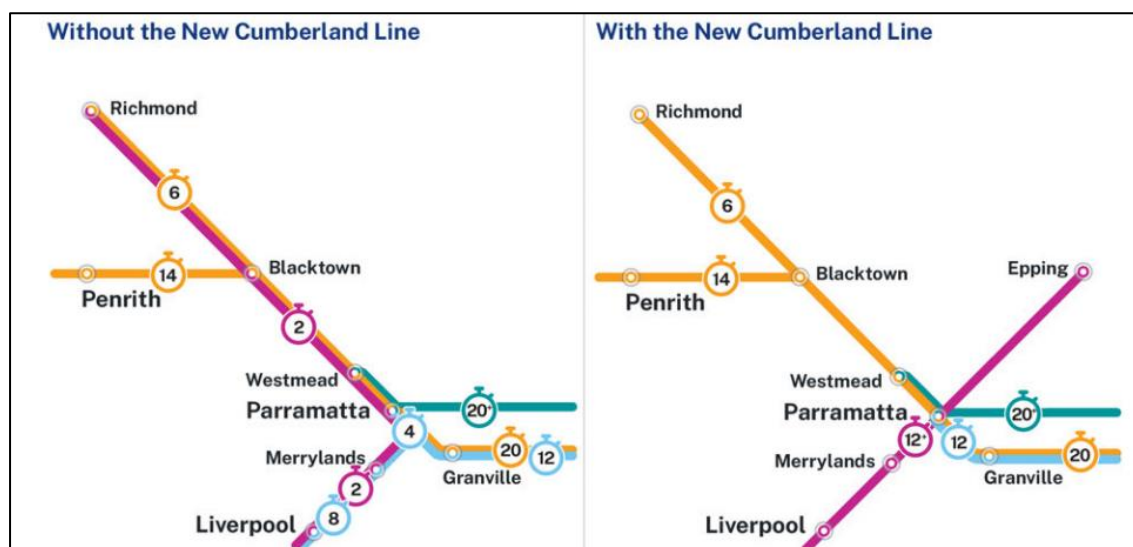 Without the New Cumberland Line
Richmond
6
Blacktown
14
Penrith
2
Westmead
Parramatta
20+
4
Merrylands
20
12
Granville
2
8
Liverpool
With the New Cumberland Line
Richmond
6
Blacktown
Epping
14
Penrith
Westmead
Parramatta
20+
12+
12
Merrylands
20
Granville
Liverpool